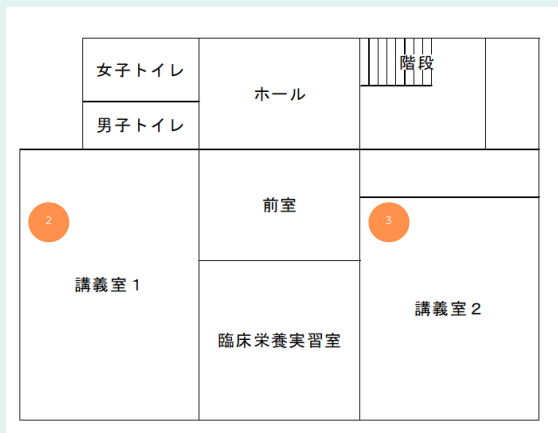 女子トイレ
ホール
階段
男子トイレ
前室
2
3
講義室1
講義室2
臨床栄養実習室